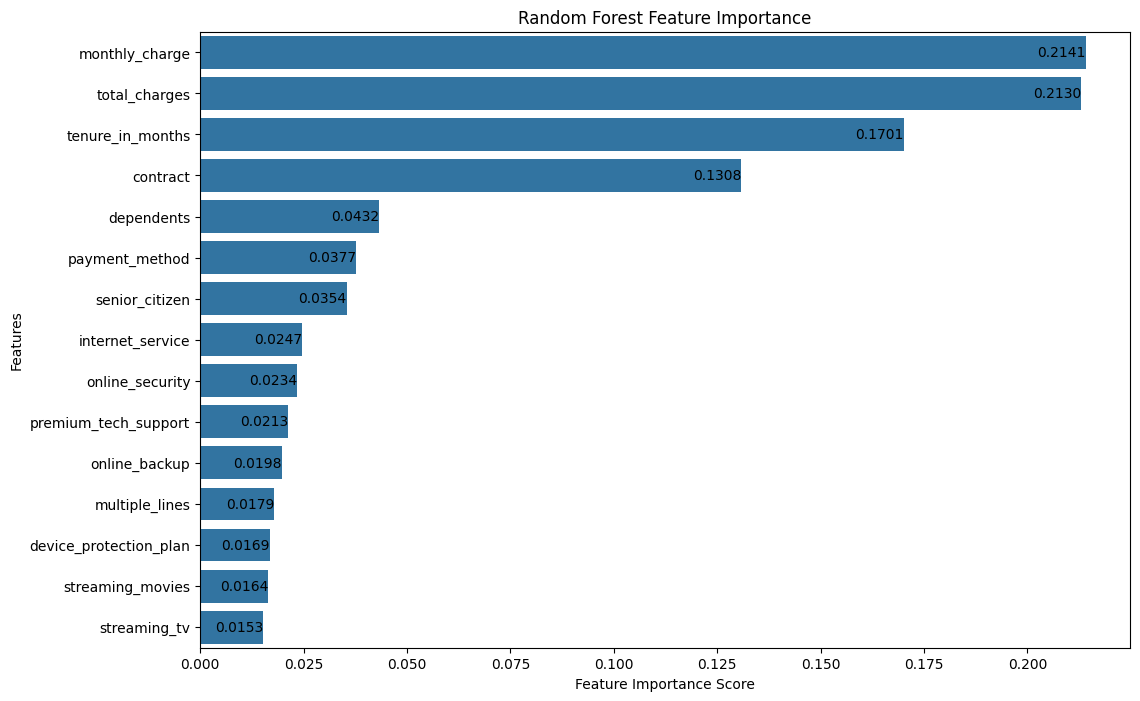 Random Forest Feature Importance
Features
monthly_charge 0.2141
total_charges 0.2130
tenure_in_months 0.1701
contract 0.1308
dependents 0.0432
payment_method 0.0377
senior_citizen 0.0354
internet_service 0.0247
online_security 0.0234
premium_tech_support 0.0213
online_backup 0.0198
multiple_lines 0.0179
device_protection_plan 0.0169
streaming_movies 0.0164
streaming_tv 0.0153
0.000 0.025 0.050 0.075 0.100 0.125 0.150 0.175 0.200
Feature Importance Score